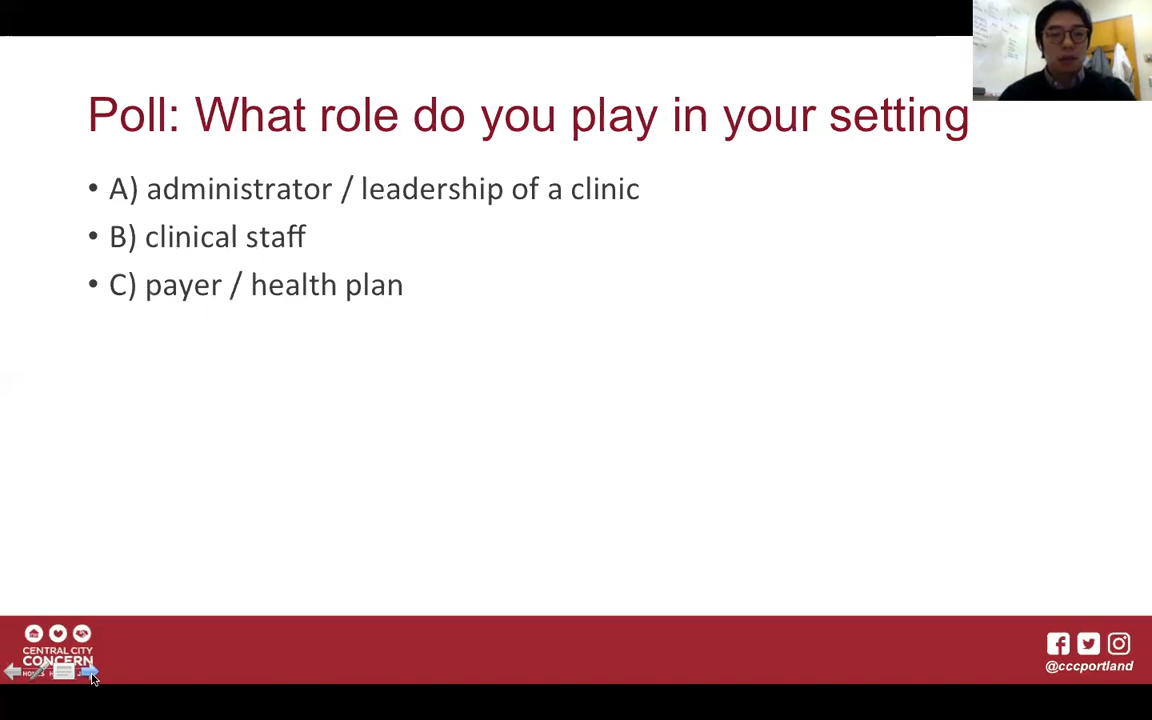 Poll: What role do you play in your setting
• A) administrator / leadership of a clinic
• B) clinical staff
• C) payer / health plan
CENTRAL CITY
CONCERN
@cccportland